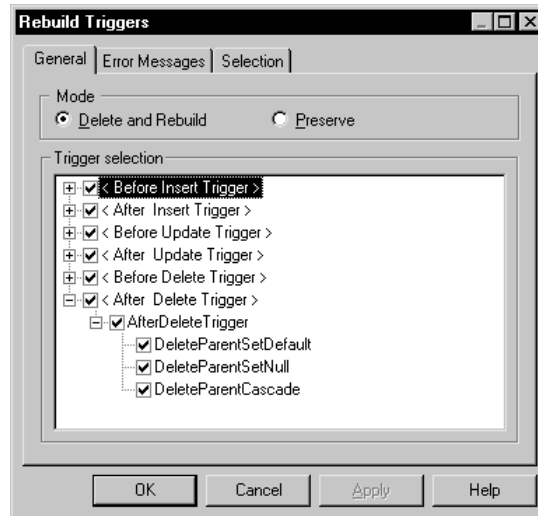 Rebuild Triggers
General Error Messages Selection
Mode
Delete and Rebuild Preserve
Trigger selection
< Before Insert Trigger >
< After Insert Trigger >
< Before Update Trigger >
< After Update Trigger >
< Before Delete Trigger >
< After Delete Trigger >
AfterDeleteTrigger
DeleteParentSetDefault
DeleteParentSetNull
DeleteParentCascade
OK Cancel Apply Help